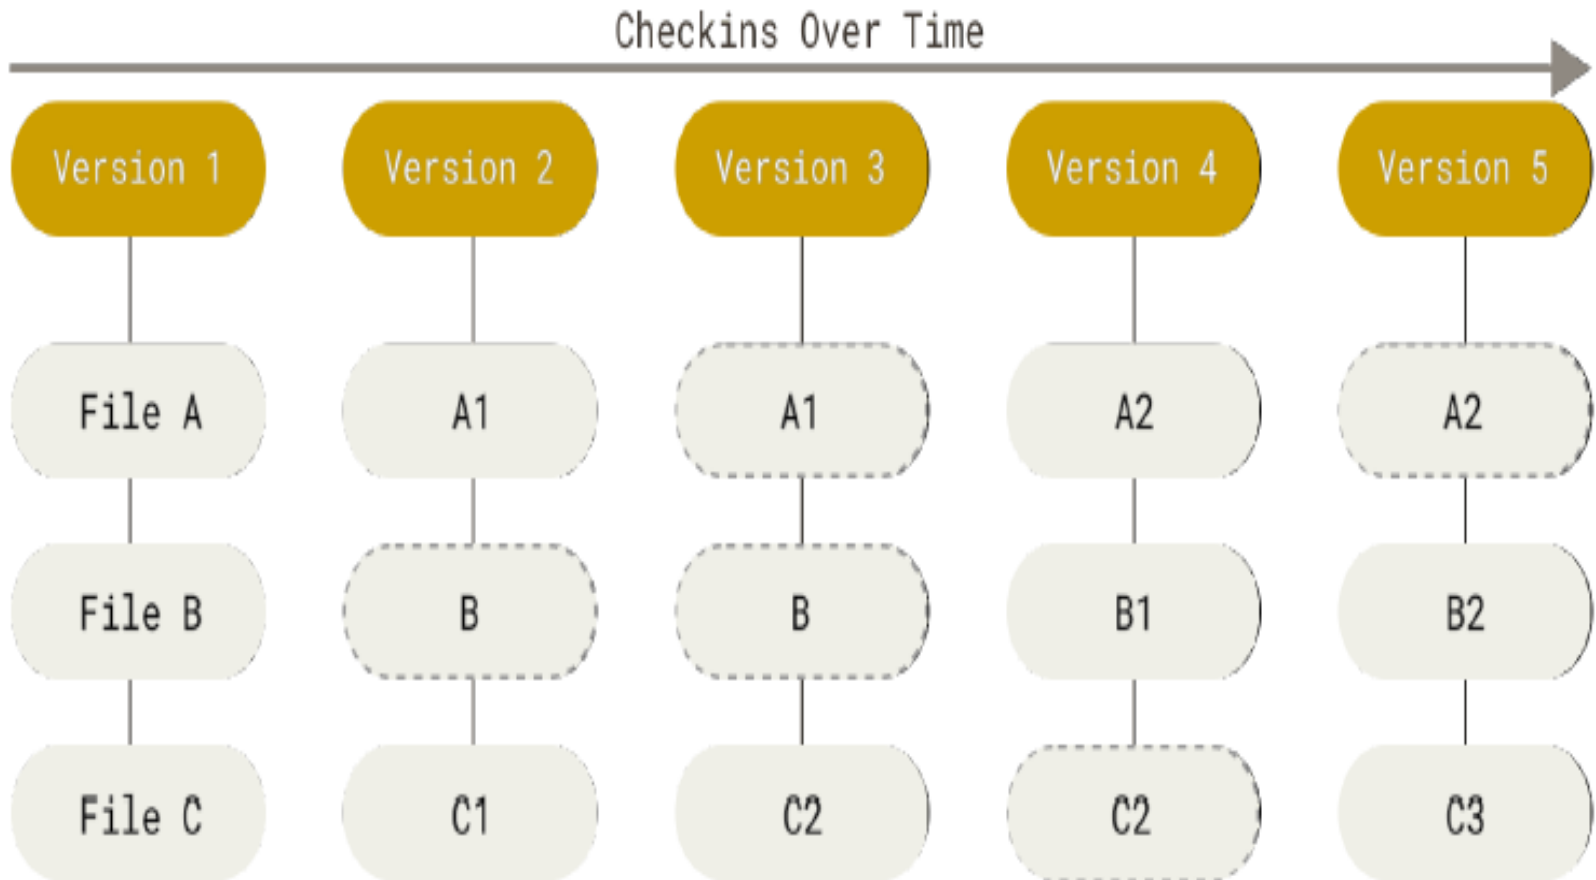 Checkins Over Time
Version 1 Version 2 Version 3 Version 4 Version 5
File A A1 A1 A2 A2
File B B B B1 B2
File C C1 C2 C2 C3